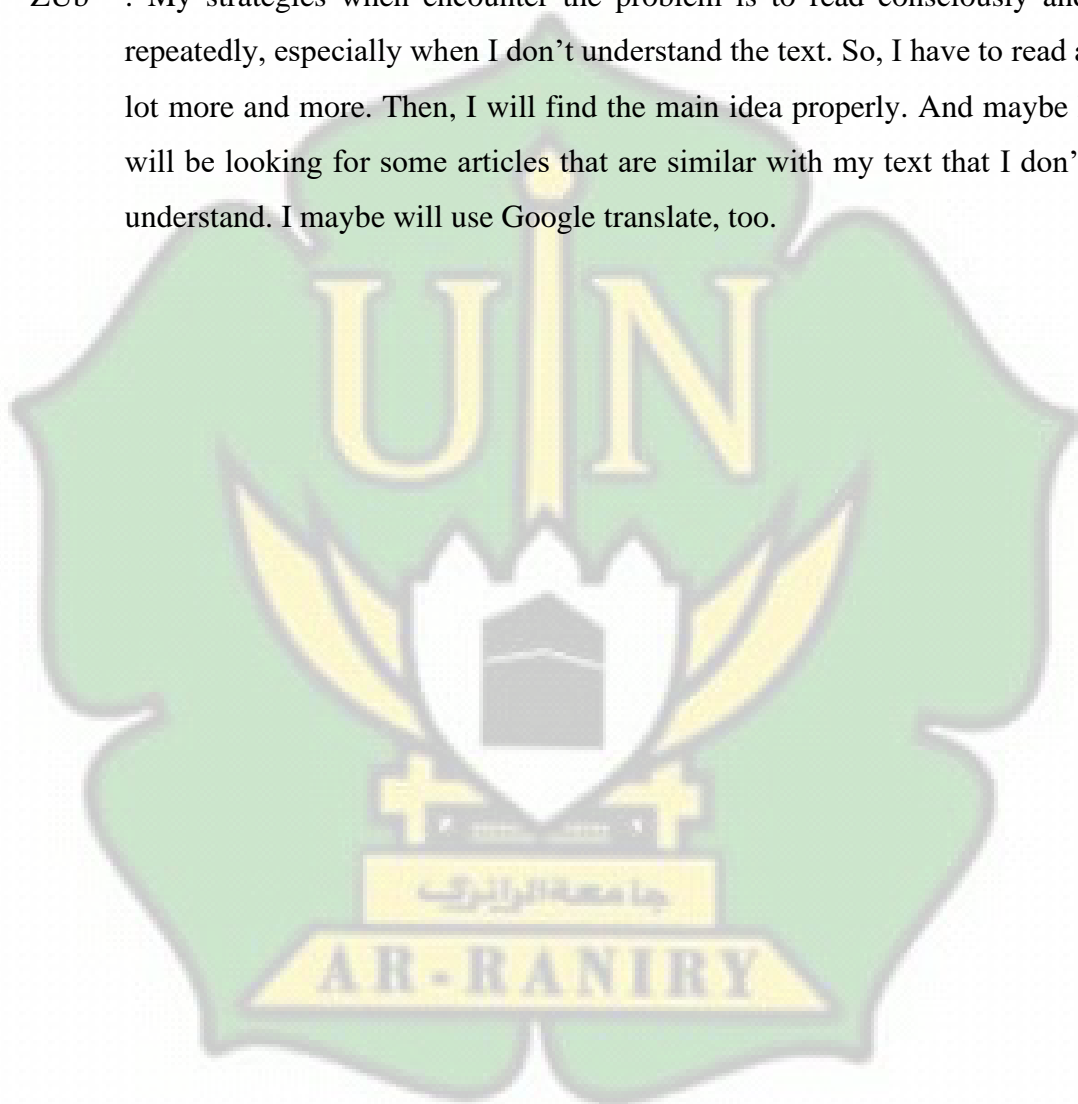 : My strategies when encounter the problem is to read consciously and
repeatedly, especially when I don’t understand the text. So, I have to read a
lot more and more. Then, I will find the main idea properly. And maybe
will be looking for some articles that are similar with my text that I don’
understand. I maybe will use Google translate, too.
UIN
جامعة الرانري
AR-RANIRY